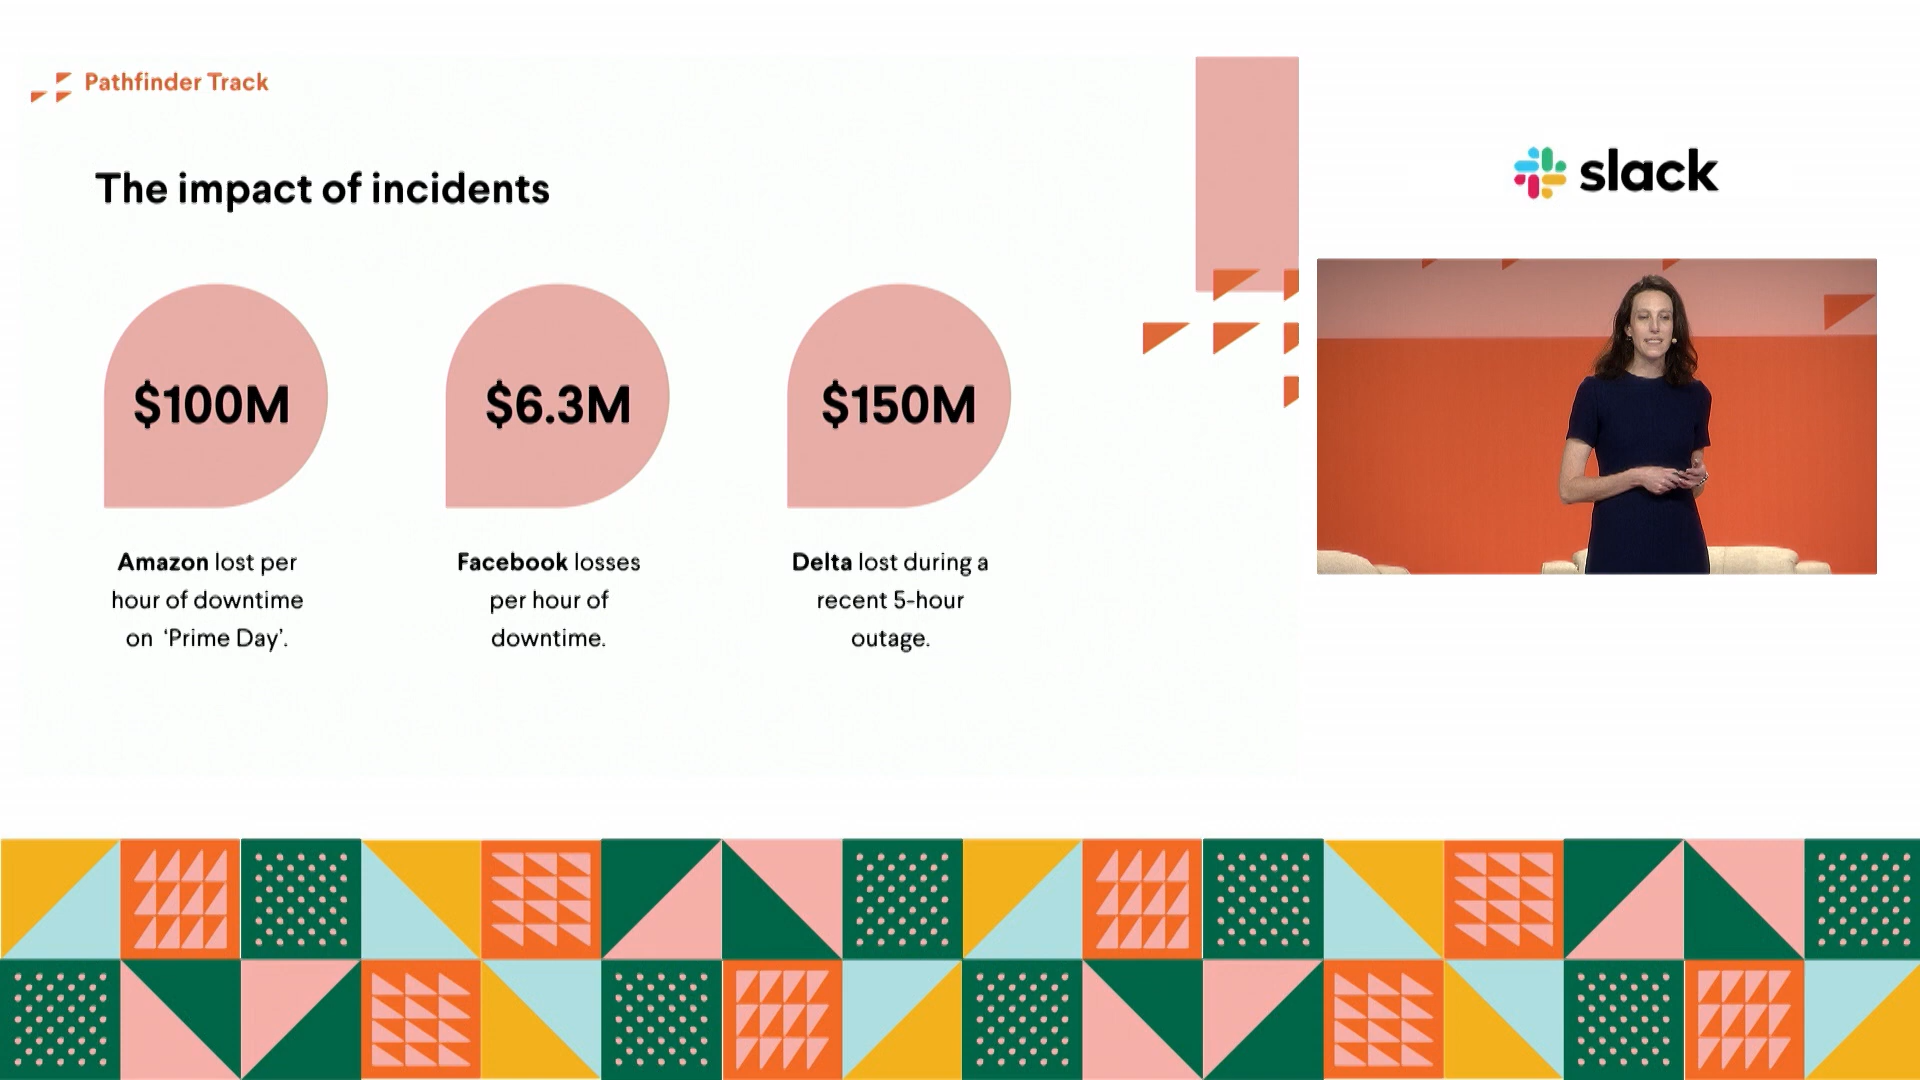 Pathfinder Track
The impact of incidents
$100M
$6.3M
$150M
Amazon lost per
hour of downtime
on ‘Prime Day’.
Facebook losses
per hour of
downtime.
Delta lost during a
recent 5-hour
outage.
slack